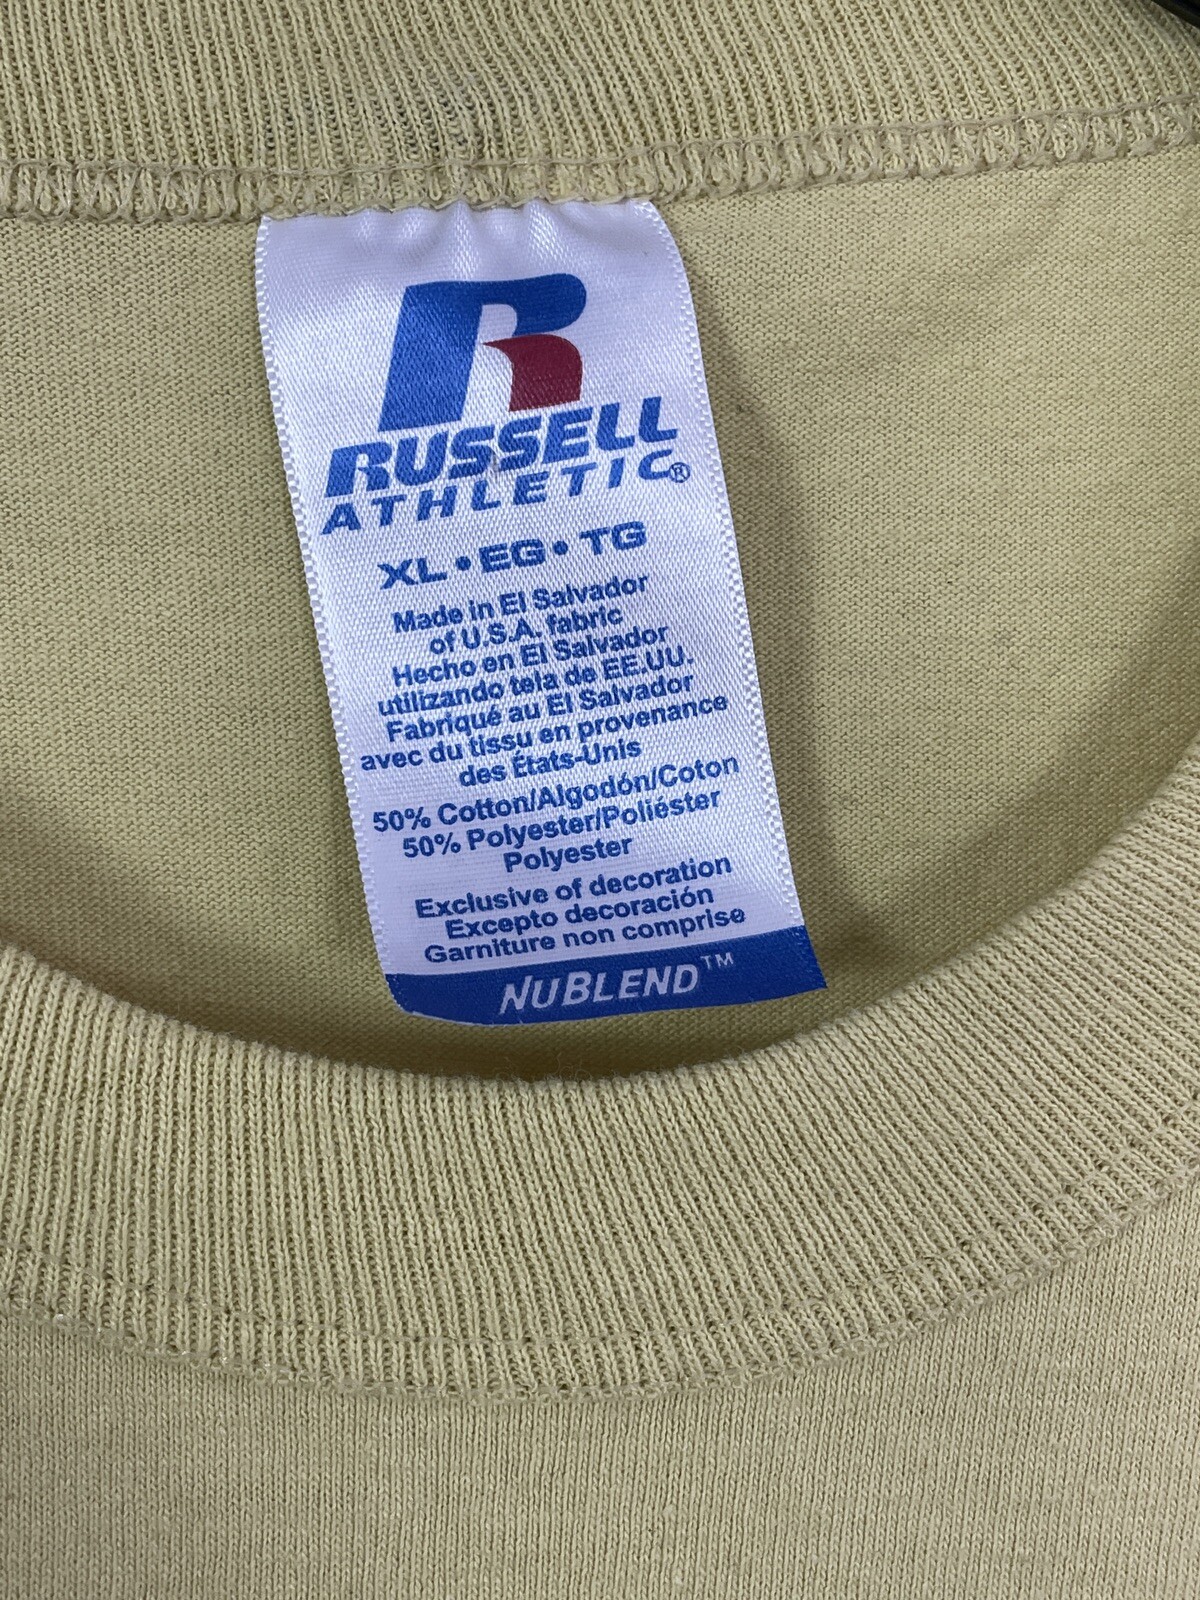 R
RUSSELL
ATHLETIC®
XL • EG • TG
Made in El Salvador
of U.S.A. fabric
Hecho en El Salvador
utilizando tela de EE.UU.
Fabriqué au El Salvador
avec du tissu en provenance
des États-Unis
50% Cotton/Algodón/Coton
50% Polyester/Poliéster
Polyester
Exclusive of decoration
Excepto decoración
Garniture non comprise
NUBLEND™